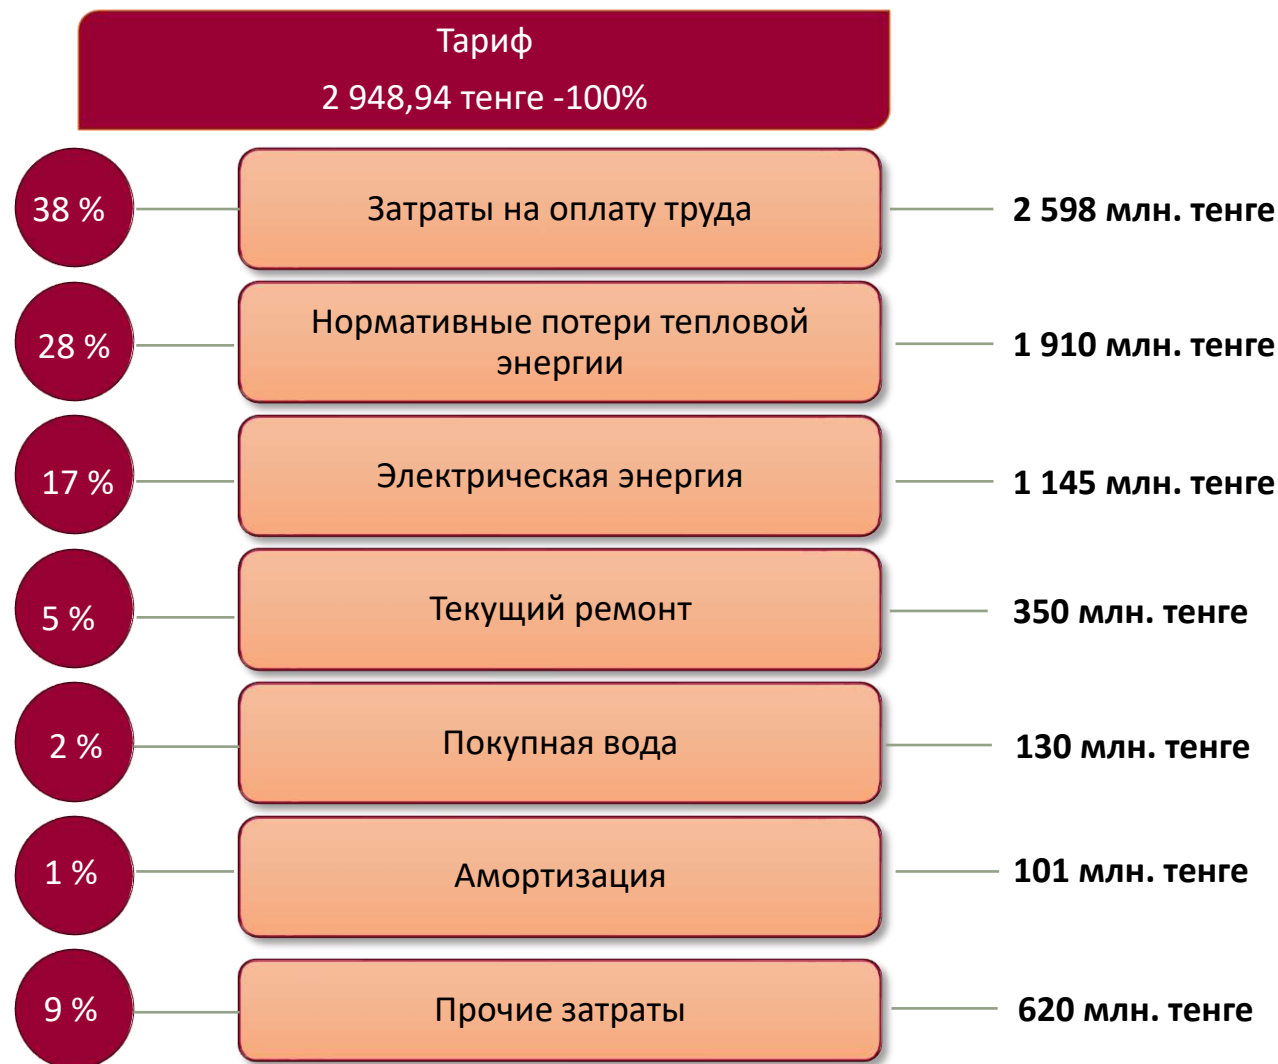 Тариф
2 948,94 тенге -100%
38 %
Затраты на оплату труда
2 598 млн. тенге
28 %
Нормативные потери тепловой
энергии
1 910 млн. тенге
17 %
Электрическая энергия
1 145 млн. тенге
5 %
Текущий ремонт
350 млн. тенге
2 %
Покупная вода
130 млн. тенге
1 %
Амортизация
101 млн. тенге
9 %
Прочие затраты
620 млн. тенге